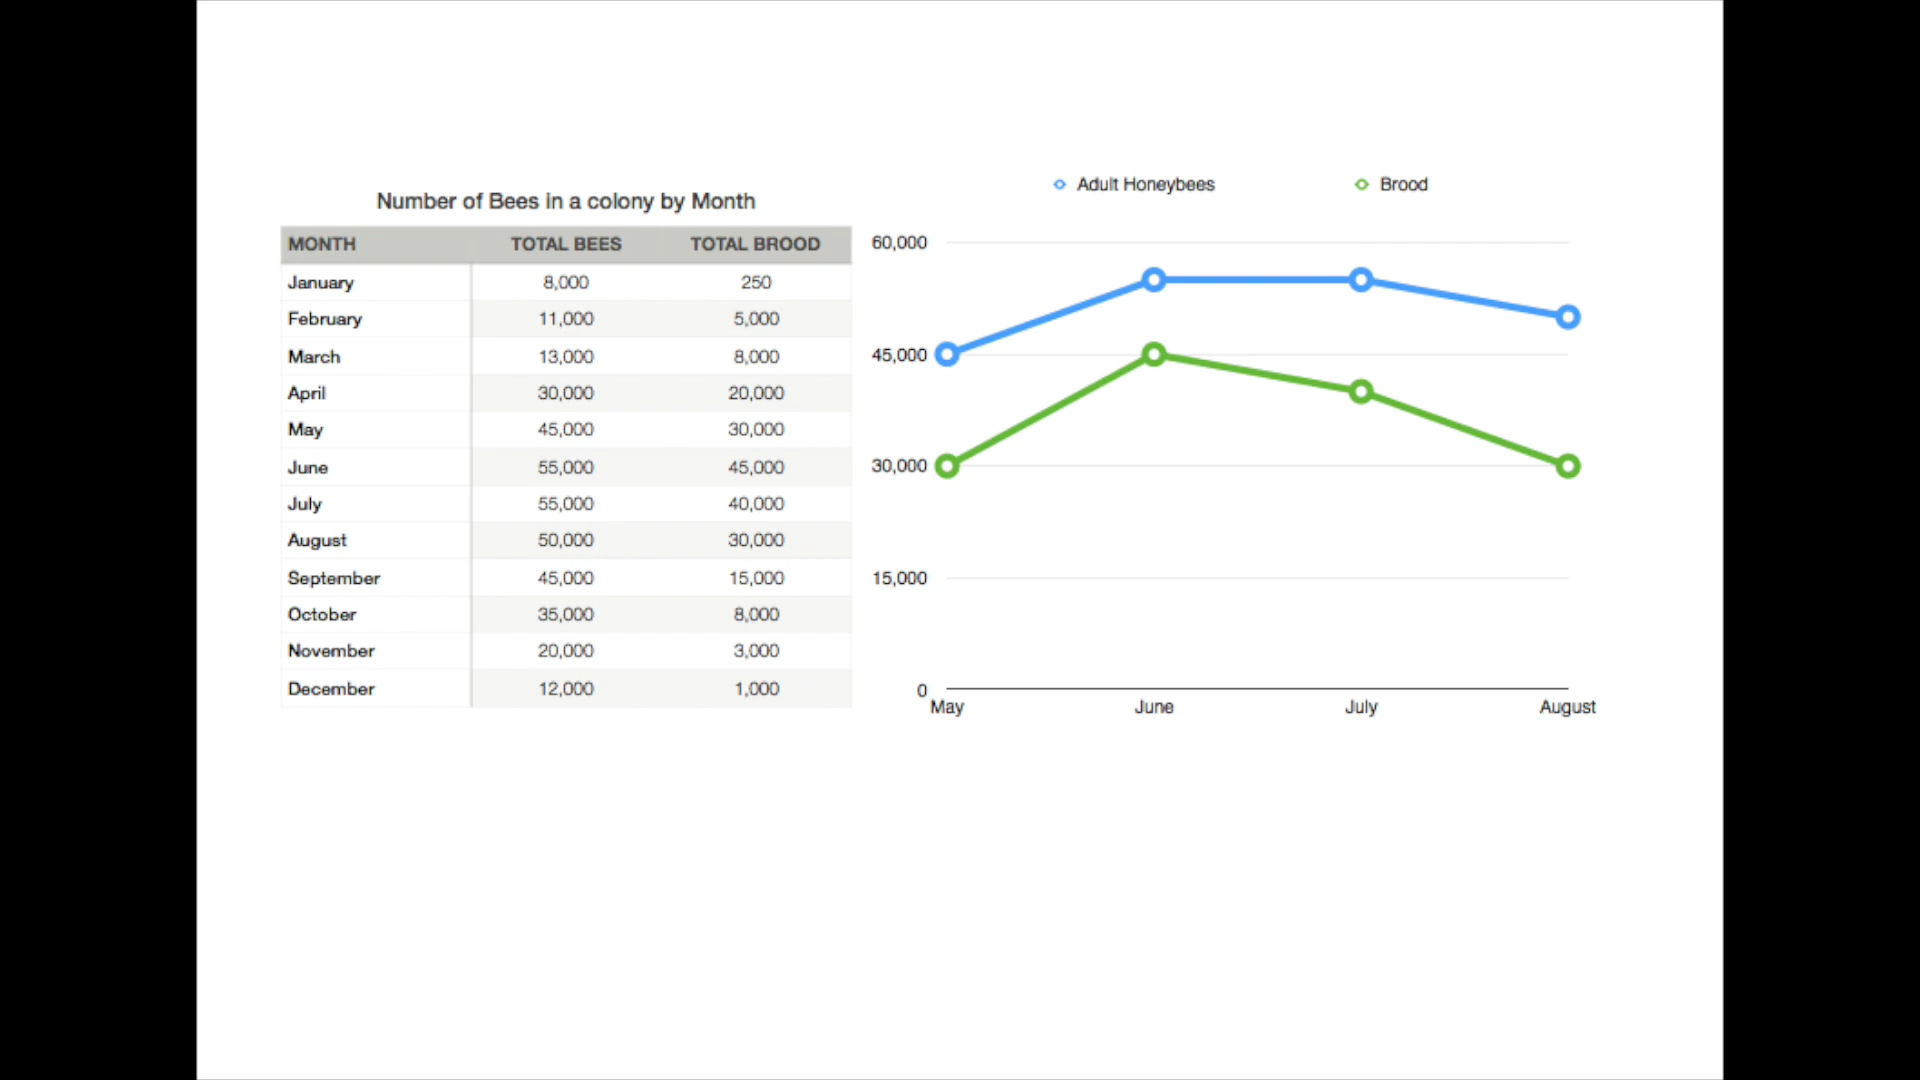 Number of Bees in a colony by Month
MONTH TOTAL BEES TOTAL BROOD
January 8,000 250
February 11,000 5,000
March 13,000 8,000
April 30,000 20,000
May 45,000 30,000
June 55,000 45,000
July 55,000 40,000
August 50,000 30,000
September 45,000 15,000
October 35,000 8,000
November 20,000 3,000
December 12,000 1,000
Adult Honeybees Brood
60,000
45,000
30,000
15,000
0
May June July August